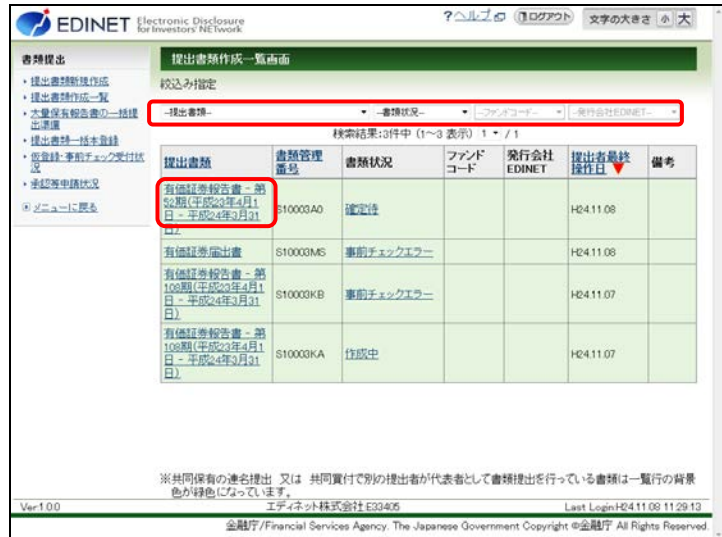 EDINET Electronic Disclosure for Investors' NETwork
?ヘルプ ログアウト 文字の大きさ 小 大
書類提出
・提出書類新規作成
・提出書類作成一覧
・大量保有報告書の一括提
出準備
・提出書類一括本登録
・仮登録・事前チェック受付状
況
・承認等申請状況
メニューに戻る
提出書類作成一覧画面
絞込み指定
--提出書類-- --書類状況-- --ファンドコード-- --発行会社EDINET--
検索結果:3件中（1～3 表示） 1 / 1
提出書類 書類管理番号 書類状況 ファンドコード 発行会社EDINET 提出者最終操作日▼ 備考
有価証券報告書 - 第
52期(平成23年4月1
日 - 平成24年3月31
日) S10003A0 確定待 H24.11.08
有価証券届出書 S10003MS 事前チェックエラー H24.11.08
有価証券報告書 - 第
108期(平成23年4月1
日 - 平成24年3月31
日) S10003KB 事前チェックエラー H24.11.07
有価証券報告書 - 第
108期(平成23年4月1
日 - 平成24年3月31
日) S10003KA 作成中 H24.11.07
※共同保有の連名提出 又は 共同買付で別の提出者が代表者として書類提出を行っている書類は一覧行の背景
色が緑色になっています。
Ver1.0.0 エディネット株式会社 E33405 Last Login:H24.11.08 11:29:13
金融庁/Financial Services Agency. The Japanese Government Copyright ©金融庁 All Rights Reserved.